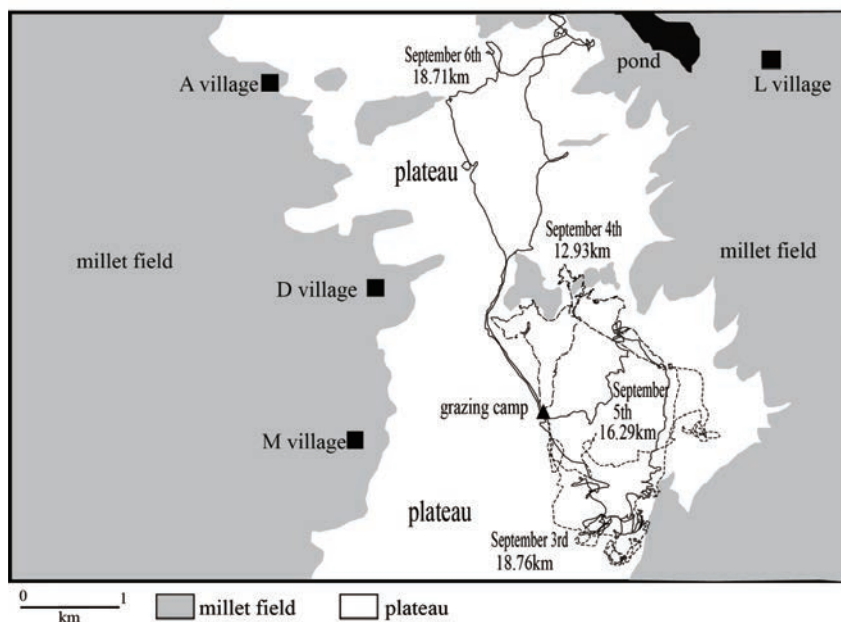 September 6th
18.71km
pond
A village
L village
plateau
September 4th
12.93km
millet field
millet field
D village
September
5th
16.29km
grazing camp
M village
plateau
September 3rd
18.76km
0 1
km
millet field
plateau